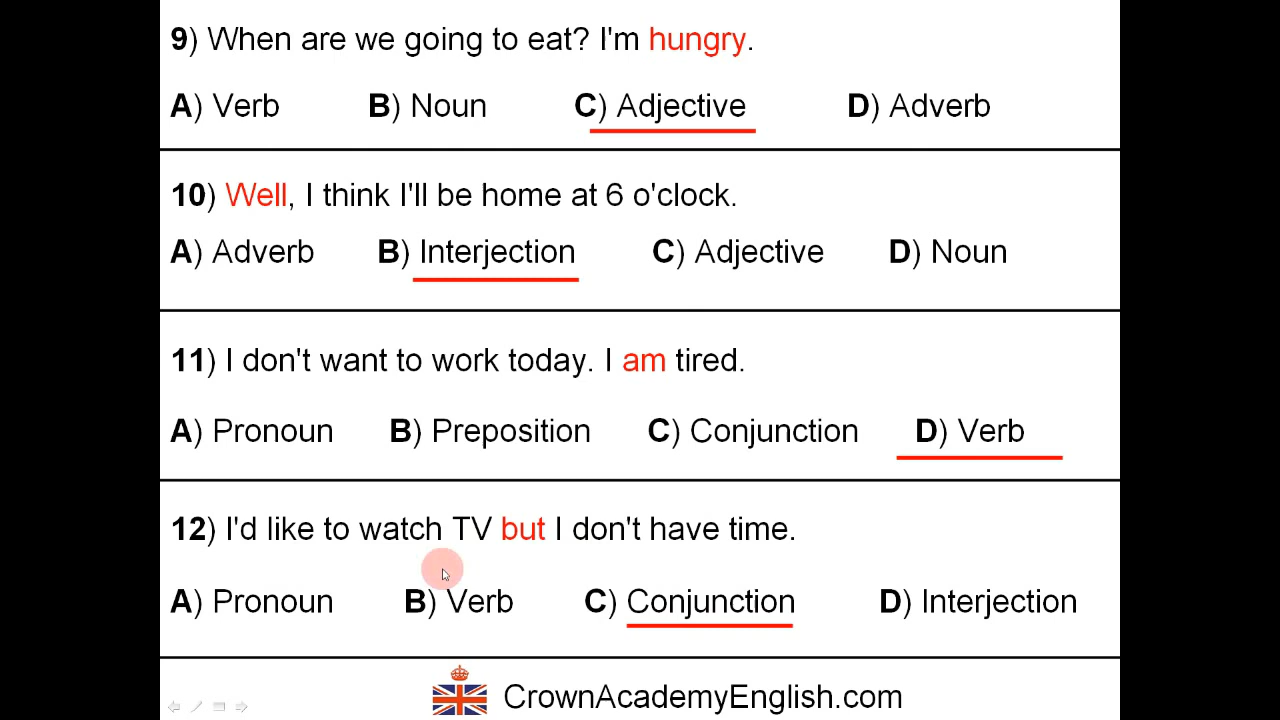 9) When are we going to eat? I'm hungry.
A) Verb B) Noun C) Adjective D) Adverb
10) Well, I think I'll be home at 6 o'clock.
A) Adverb B) Interjection C) Adjective D) Noun
11) I don't want to work today. I am tired.
A) Pronoun B) Preposition C) Conjunction D) Verb
12) I'd like to watch TV but I don't have time.
A) Pronoun B) Verb C) Conjunction D) Interjection
CrownAcademyEnglish.com